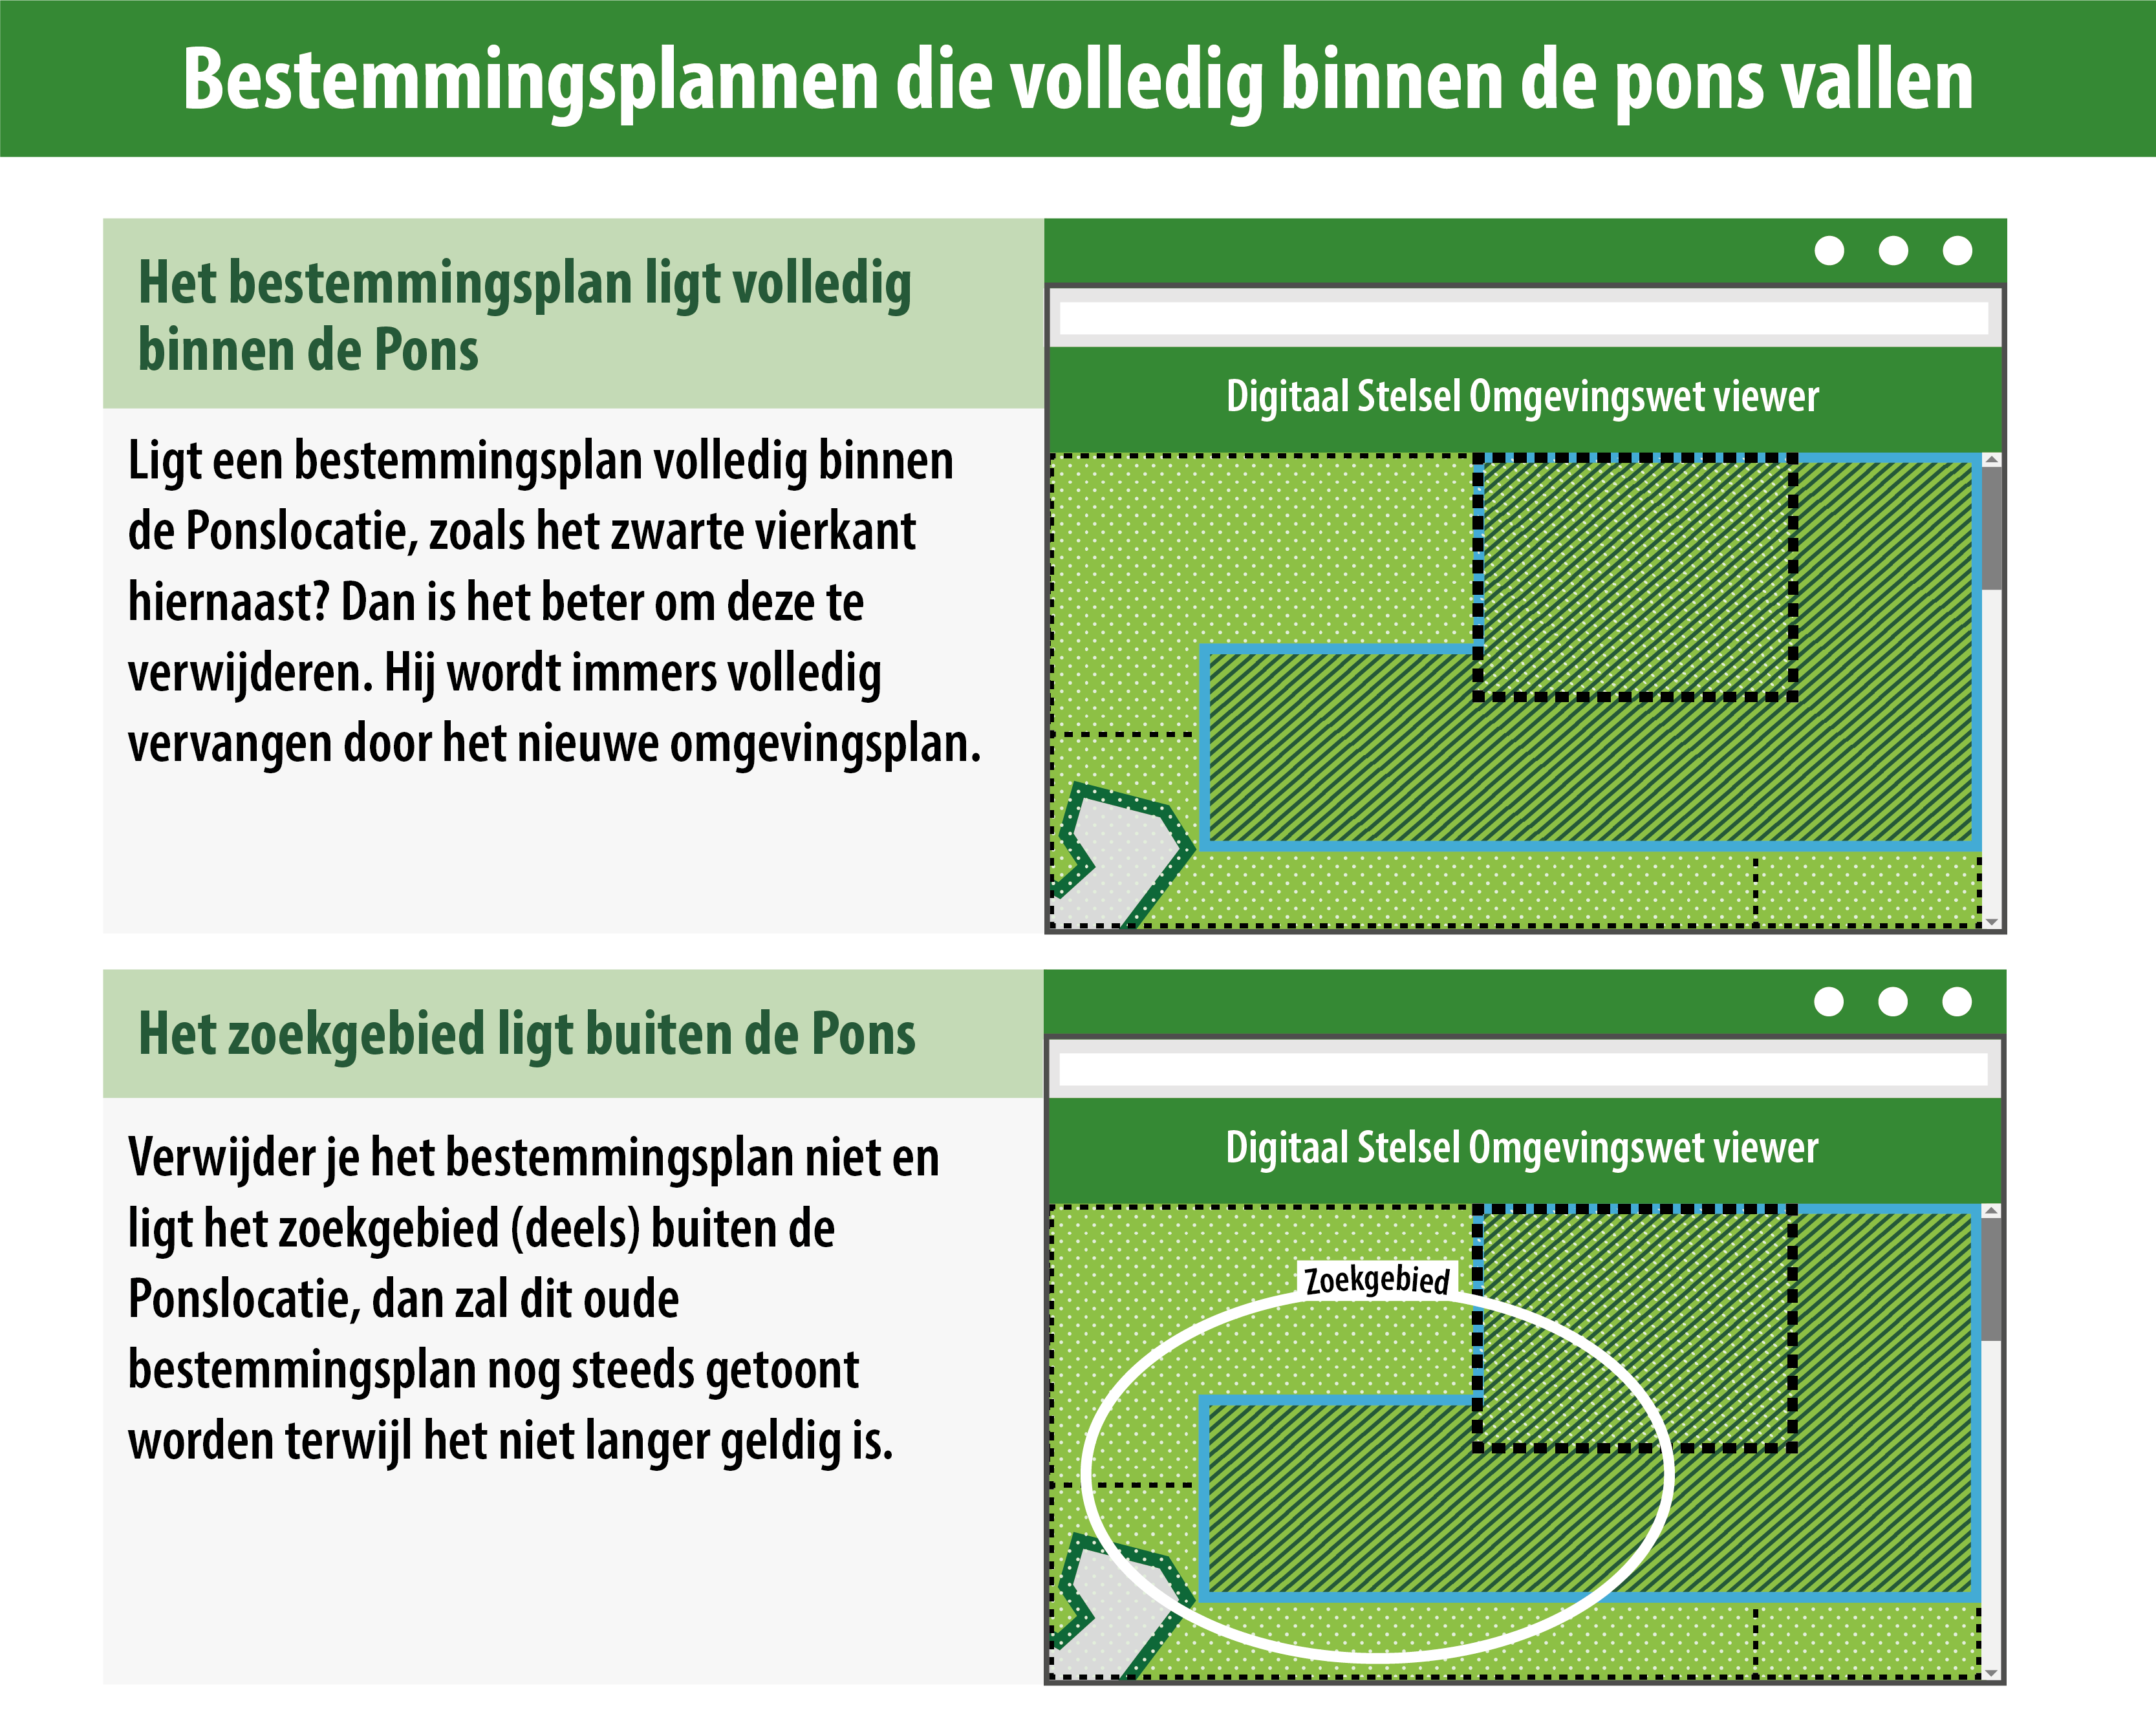 Bestemmingsplannen die volledig binnen de pons vallen
Het bestemmingsplan ligt volledig
binnen de Pons
Ligt een bestemmingsplan volledig binnen
de Ponslocatie, zoals het zwarte vierkant
hiernaast? Dan is het beter om deze te
verwijderen. Hij wordt immers volledig
vervangen door het nieuwe omgevingsplan.
Digitaal Stelsel Omgevingswet viewer
Het zoekgebied ligt buiten de Pons
Verwijder je het bestemmingsplan niet en
ligt het zoekgebied (deels) buiten de
Ponslocatie, dan zal dit oude
bestemmingsplan nog steeds getoont
worden terwijl het niet langer geldig is.
Digitaal Stelsel Omgevingswet viewer
Zoekgebied